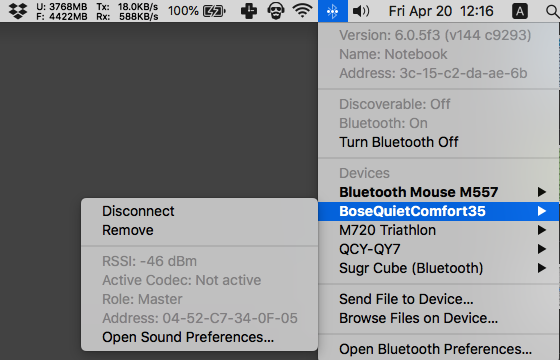 U: 3768MB Tx: 18.0KB/s 100% Fri Apr 20 12:16 A
F: 4422MB Rx: 588KB/s
Version: 6.0.5f3 (v144 c9293)
Name: Notebook
Address: 3c-15-c2-da-ae-6b
Discoverable: Off
Bluetooth: On
Turn Bluetooth Off
Devices
Bluetooth Mouse M557
BoseQuietComfort35
M720 Triathlon
QCY-QY7
Sugr Cube (Bluetooth)
Send File to Device...
Browse Files on Device...
Open Bluetooth Preferences...
Disconnect
Remove
RSSI: -46 dBm
Active Codec: Not active
Role: Master
Address: 04-52-C7-34-0F-05
Open Sound Preferences...